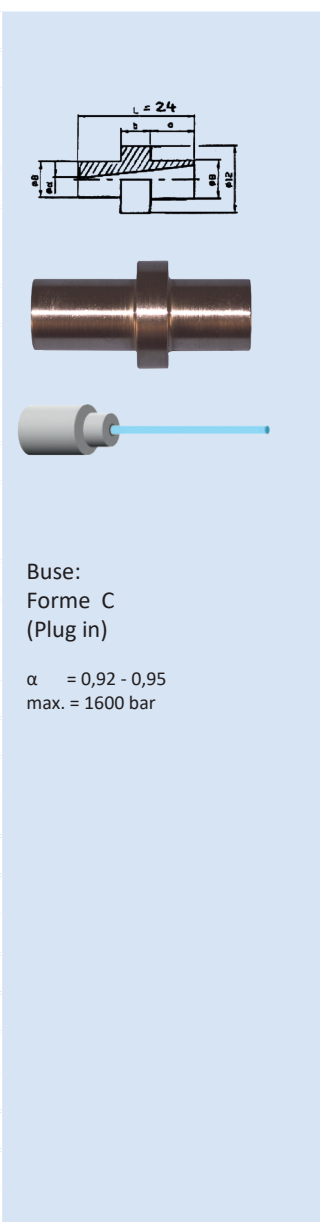 L = 24
ø8
ød
ø8
ø12
Buse:
Forme C
(Plug in)
α = 0,92 - 0,95
max. = 1600 bar